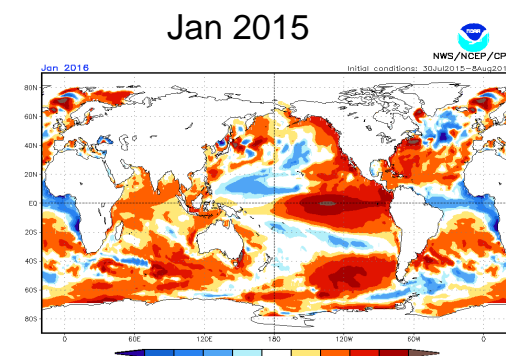 Jan 2015
NOAA
NWS/NCEP/CP
Jan 2016
Initial conditions: 30Jul2015-8Aug201
80N
60N
40N
20N
EQ
20S
40S
60S
80S
0
60E
120E
180
120W
60W
0